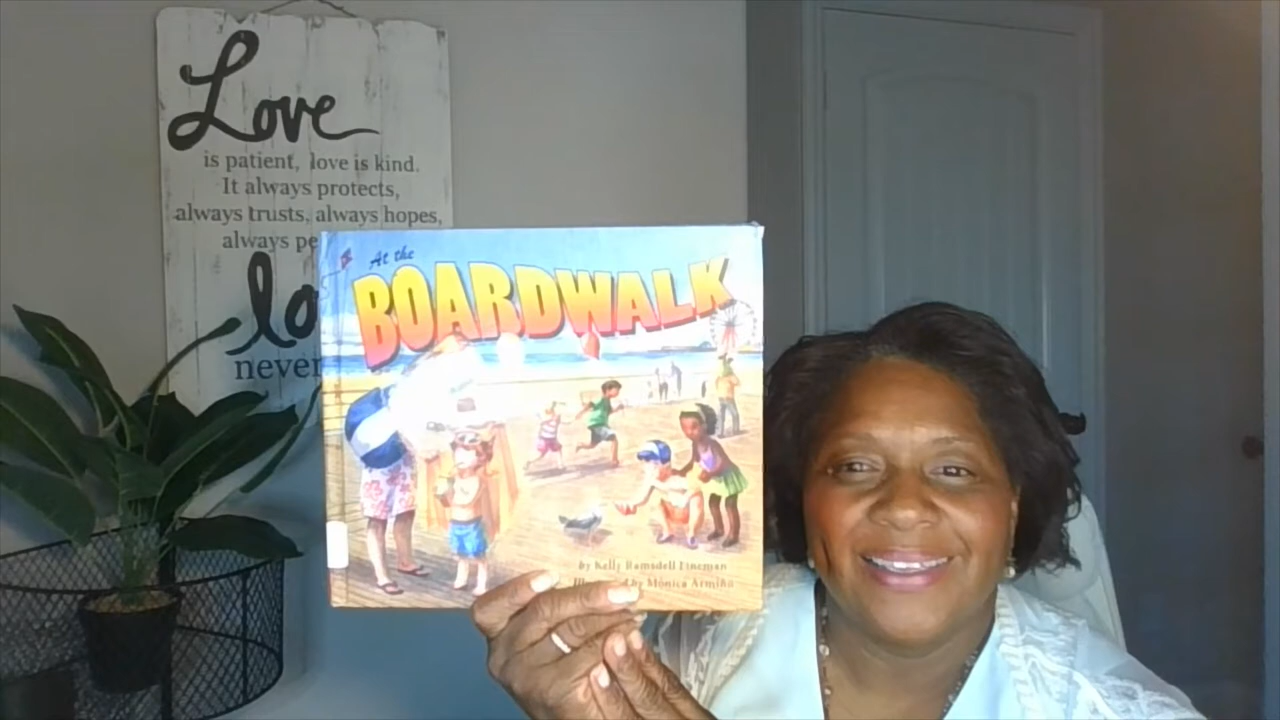 Love
is patient, love is kind.
It always protects,
always trusts, always hopes,
always pe
lo
never
At the
BOARDWALK
by Kelly Ramsdell Fineman
by Mónica Armiño